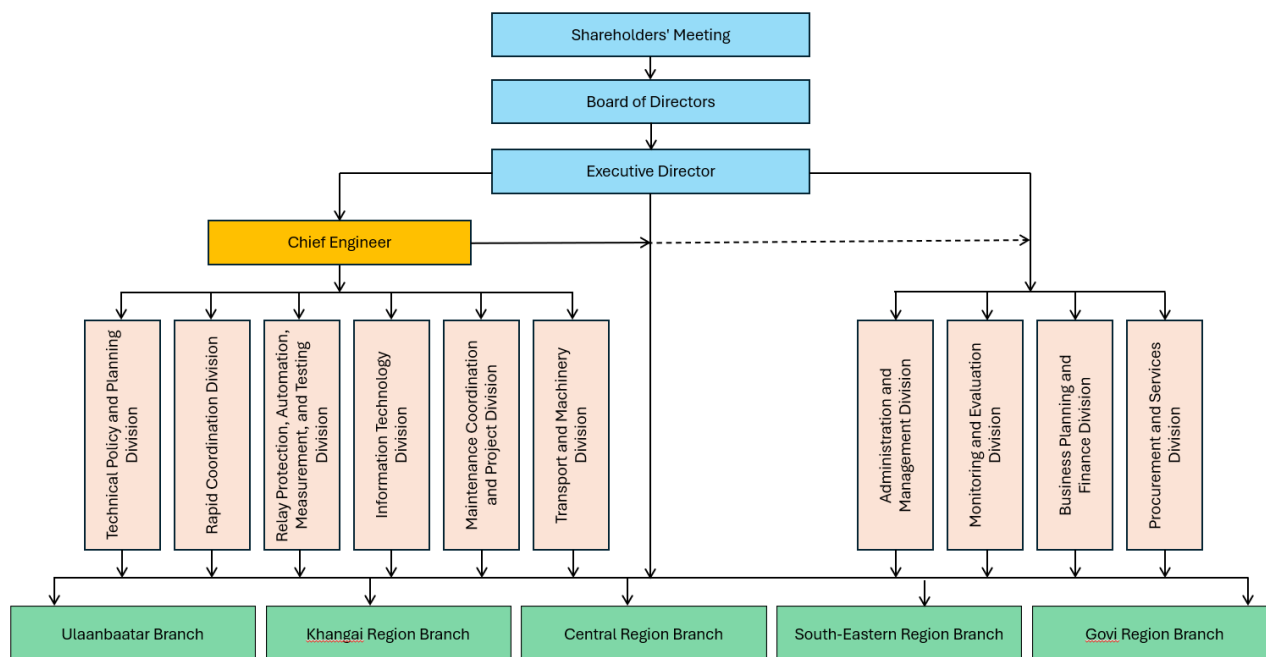 Shareholders' Meeting
Board of Directors
Executive Director
Chief Engineer
Technical Policy and Planning
Division
Rapid Coordination Division
Relay Protection, Automation,
Measurement, and Testing
Division
Information Technology
Division
Maintenance Coordination
and Project Division
Transport and Machinery
Division
Administration and
Management Division
Monitoring and Evaluation
Division
Business Planning and
Finance Division
Procurement and Services
Division
Ulaanbaatar Branch
Khangai Region Branch
Central Region Branch
South-Eastern Region Branch
Govi Region Branch